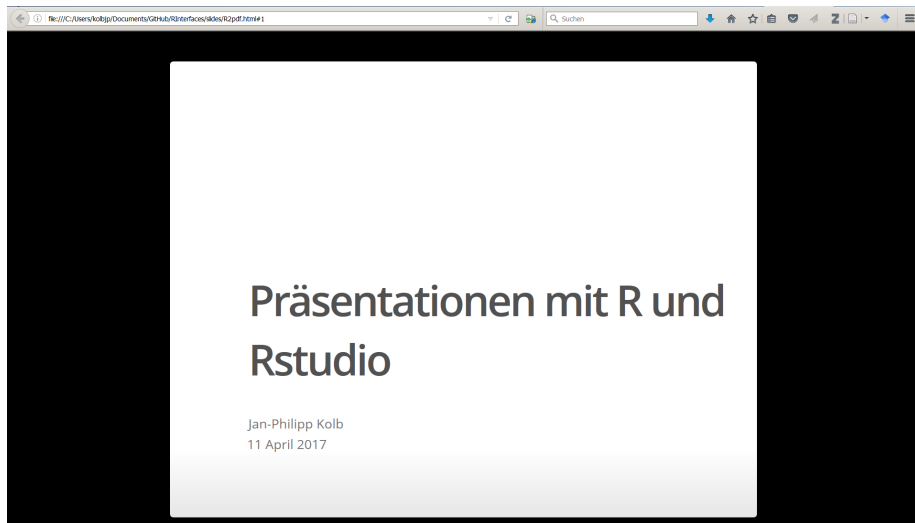 file:///C:/Users/kolbjp/Documents/GitHub/RInterfaces/slides/R2pdf.html#1
Suchen
Präsentationen mit R und
Rstudio
Jan-Philipp Kolb
11 April 2017